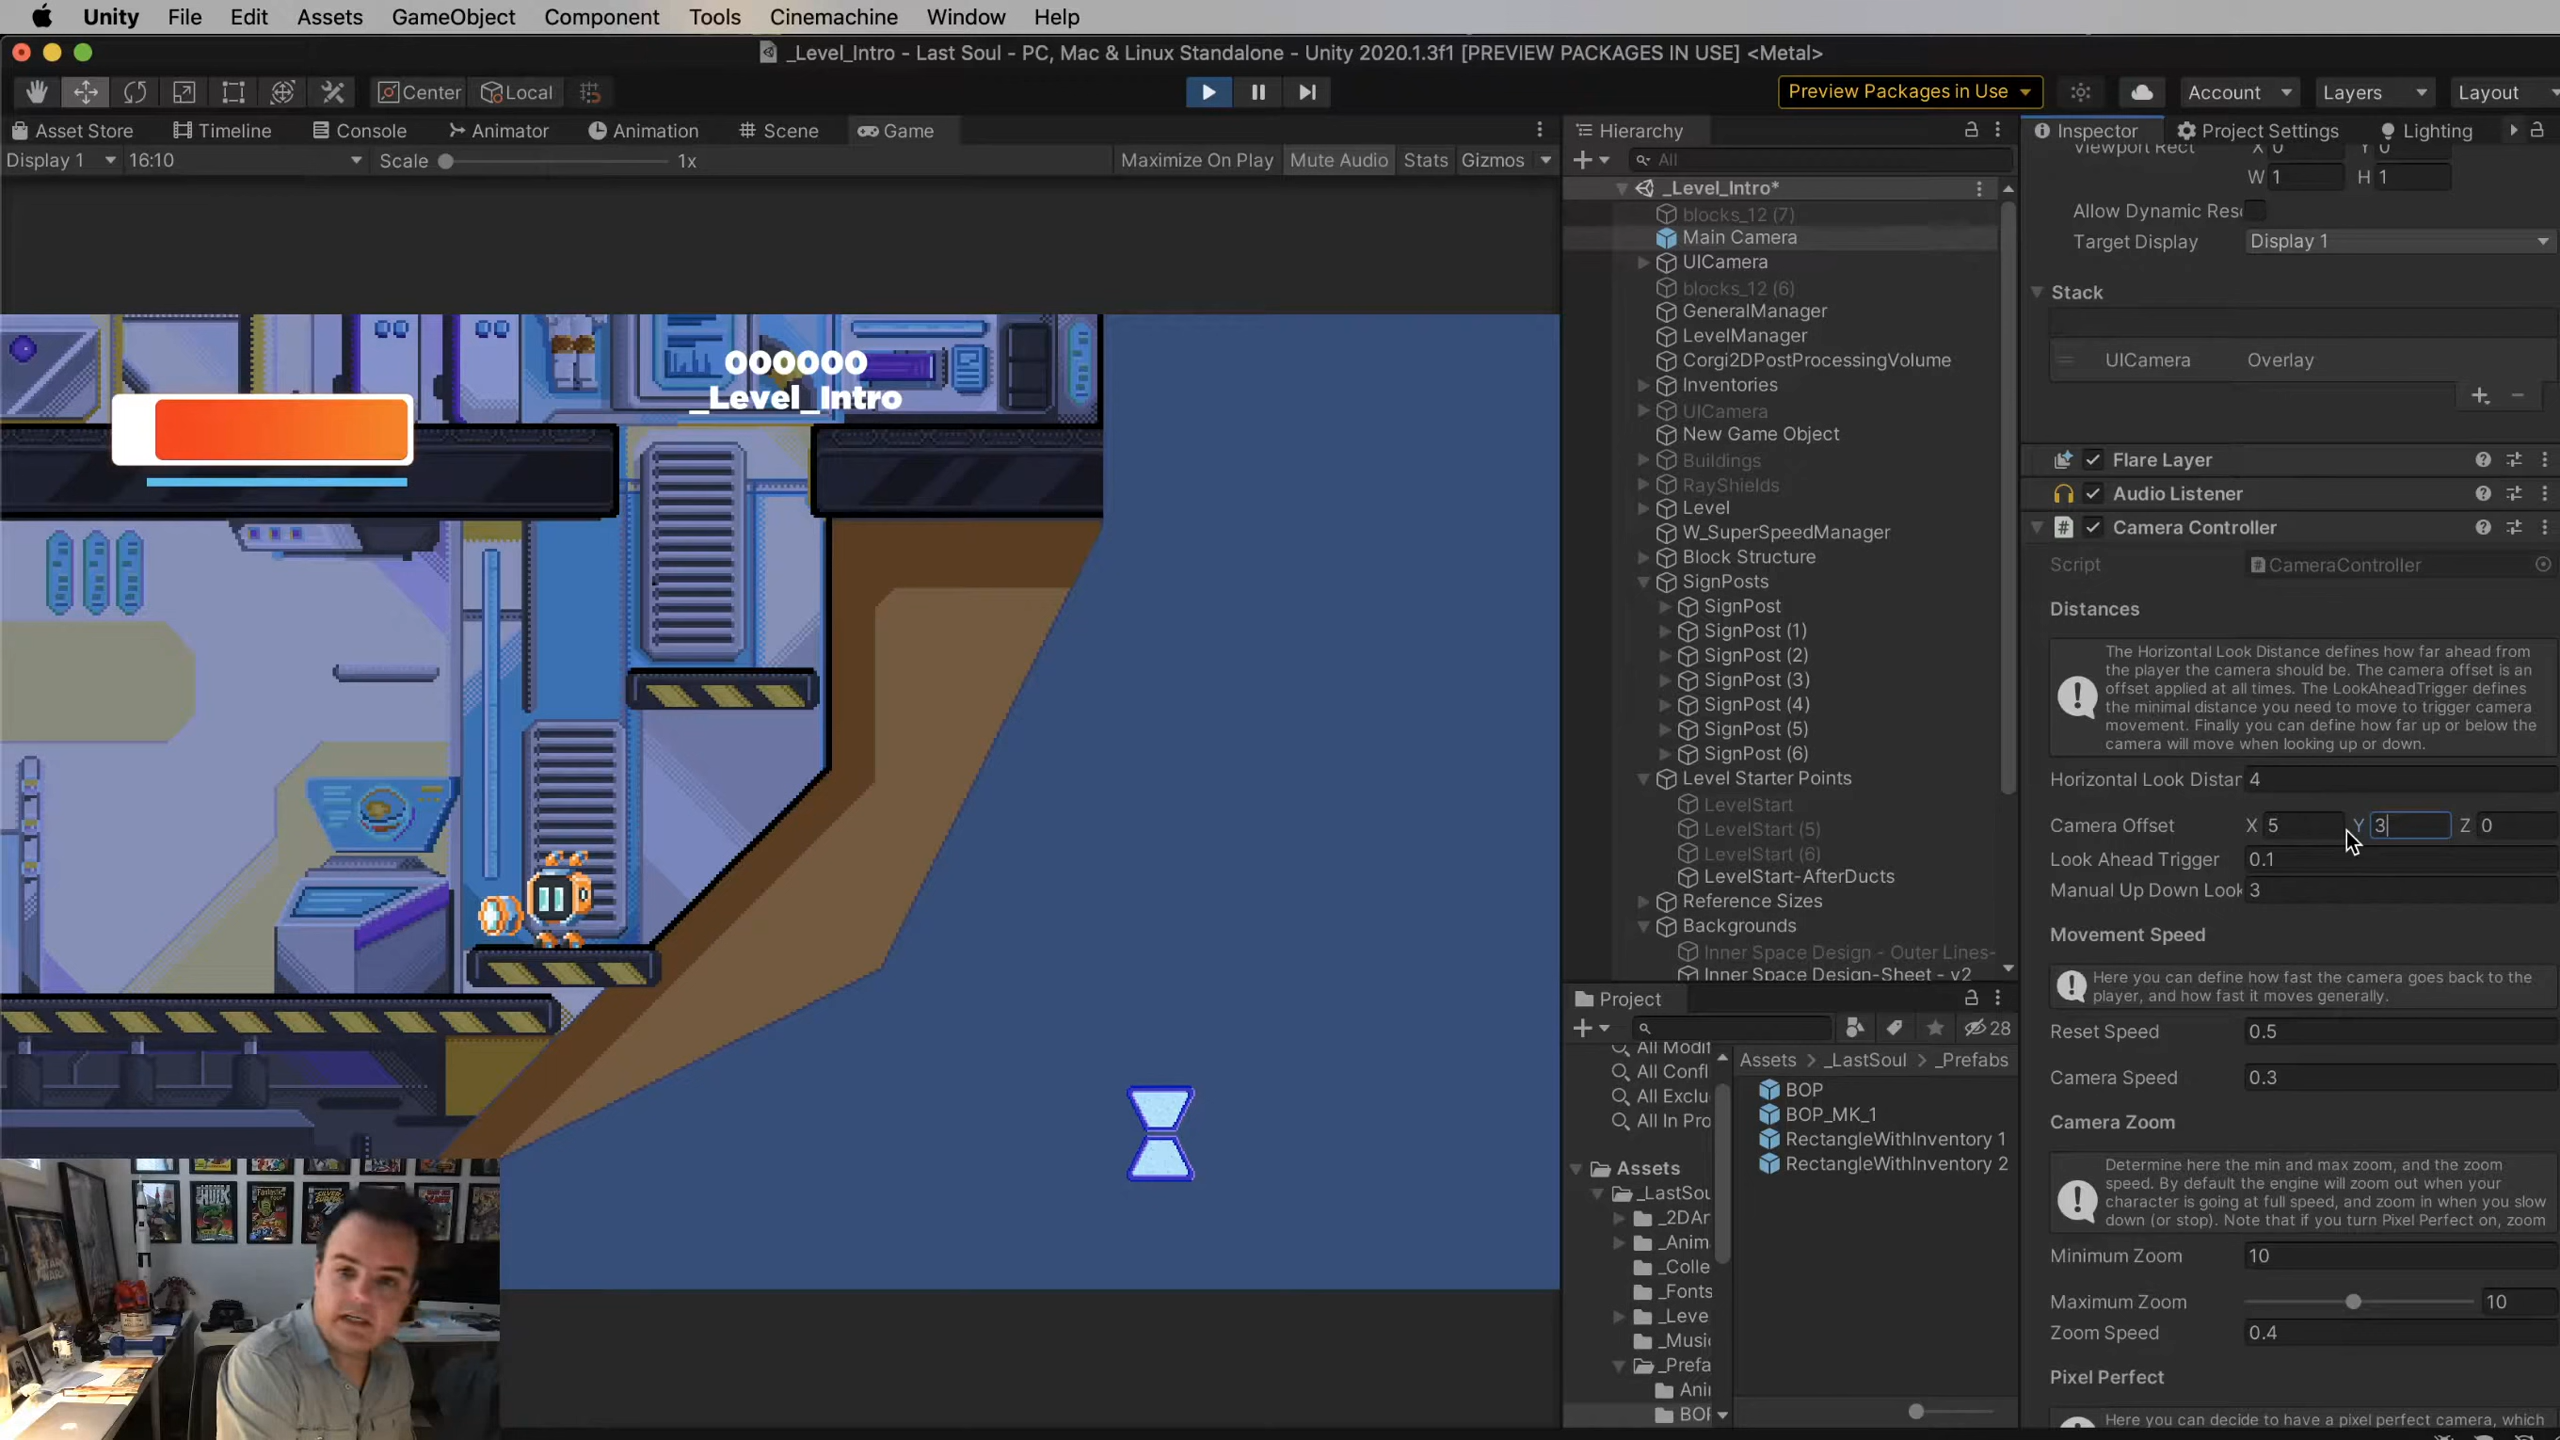 Unity File Edit Assets GameObject Component Tools Cinemachine Window Help
_Level_Intro - Last Soul - PC, Mac & Linux Standalone - Unity 2020.1.3f1 [PREVIEW PACKAGES IN USE] <Metal>
Center Local Preview Packages in Use Account Layers Layout
Asset Store Timeline Console Animator Animation Scene Game
Display 1 16:10 Scale 1x Maximize On Play Mute Audio Stats Gizmos
000000
_Level_Intro
Hierarchy
All
_Level_Intro*
blocks_12 (7)
Main Camera
UICamera
blocks_12 (6)
GeneralManager
LevelManager
Corgi2DPostProcessingVolume
Inventories
UICamera
New Game Object
Buildings
RayShields
Level
W_SuperSpeedManager
Block Structure
SignPosts
SignPost
SignPost (1)
SignPost (2)
SignPost (3)
SignPost (4)
SignPost (5)
SignPost (6)
Level Starter Points
LevelStart
LevelStart (5)
LevelStart (6)
LevelStart-AfterDucts
Reference Sizes
Backgrounds
Inner Space Design - Outer Lines-
Inner Space Design-Sheet - v2
Project
28
All Modif
All Confl
All Exclu
All In Pro
Assets
_LastSou
_2DAr
_Anim
_Colle
_Fonts
_Leve
_Music
_Prefa
Ani
BOP
Assets > _LastSoul > _Prefabs
BOP
BOP_MK_1
RectangleWithInventory 1
RectangleWithInventory 2
Inspector Project Settings Lighting
Viewport Rect X 0 Y 0
W 1 H 1
Allow Dynamic Res
Target Display Display 1
Stack
UICamera Overlay
Flare Layer
Audio Listener
Camera Controller
Script CameraController
Distances
The Horizontal Look Distance defines how far ahead from
the player the camera should be. The camera offset is an
offset applied at all times. The LookAheadTrigger defines
the minimal distance you need to move to trigger camera
movement. Finally you can define how far up or below the
camera will move when looking up or down.
Horizontal Look Distar 4
Camera Offset X 5 Y 3 Z 0
Look Ahead Trigger 0.1
Manual Up Down Look 3
Movement Speed
Here you can define how fast the camera goes back to the
player, and how fast it moves generally.
Reset Speed 0.5
Camera Speed 0.3
Camera Zoom
Determine here the min and max zoom, and the zoom
speed. By default the engine will zoom out when your
character is going at full speed, and zoom in when you slow
down (or stop). Note that if you turn Pixel Perfect on, zoom
Minimum Zoom 10
Maximum Zoom 10
Zoom Speed 0.4
Pixel Perfect
Here you can decide to have a pixel perfect camera, which